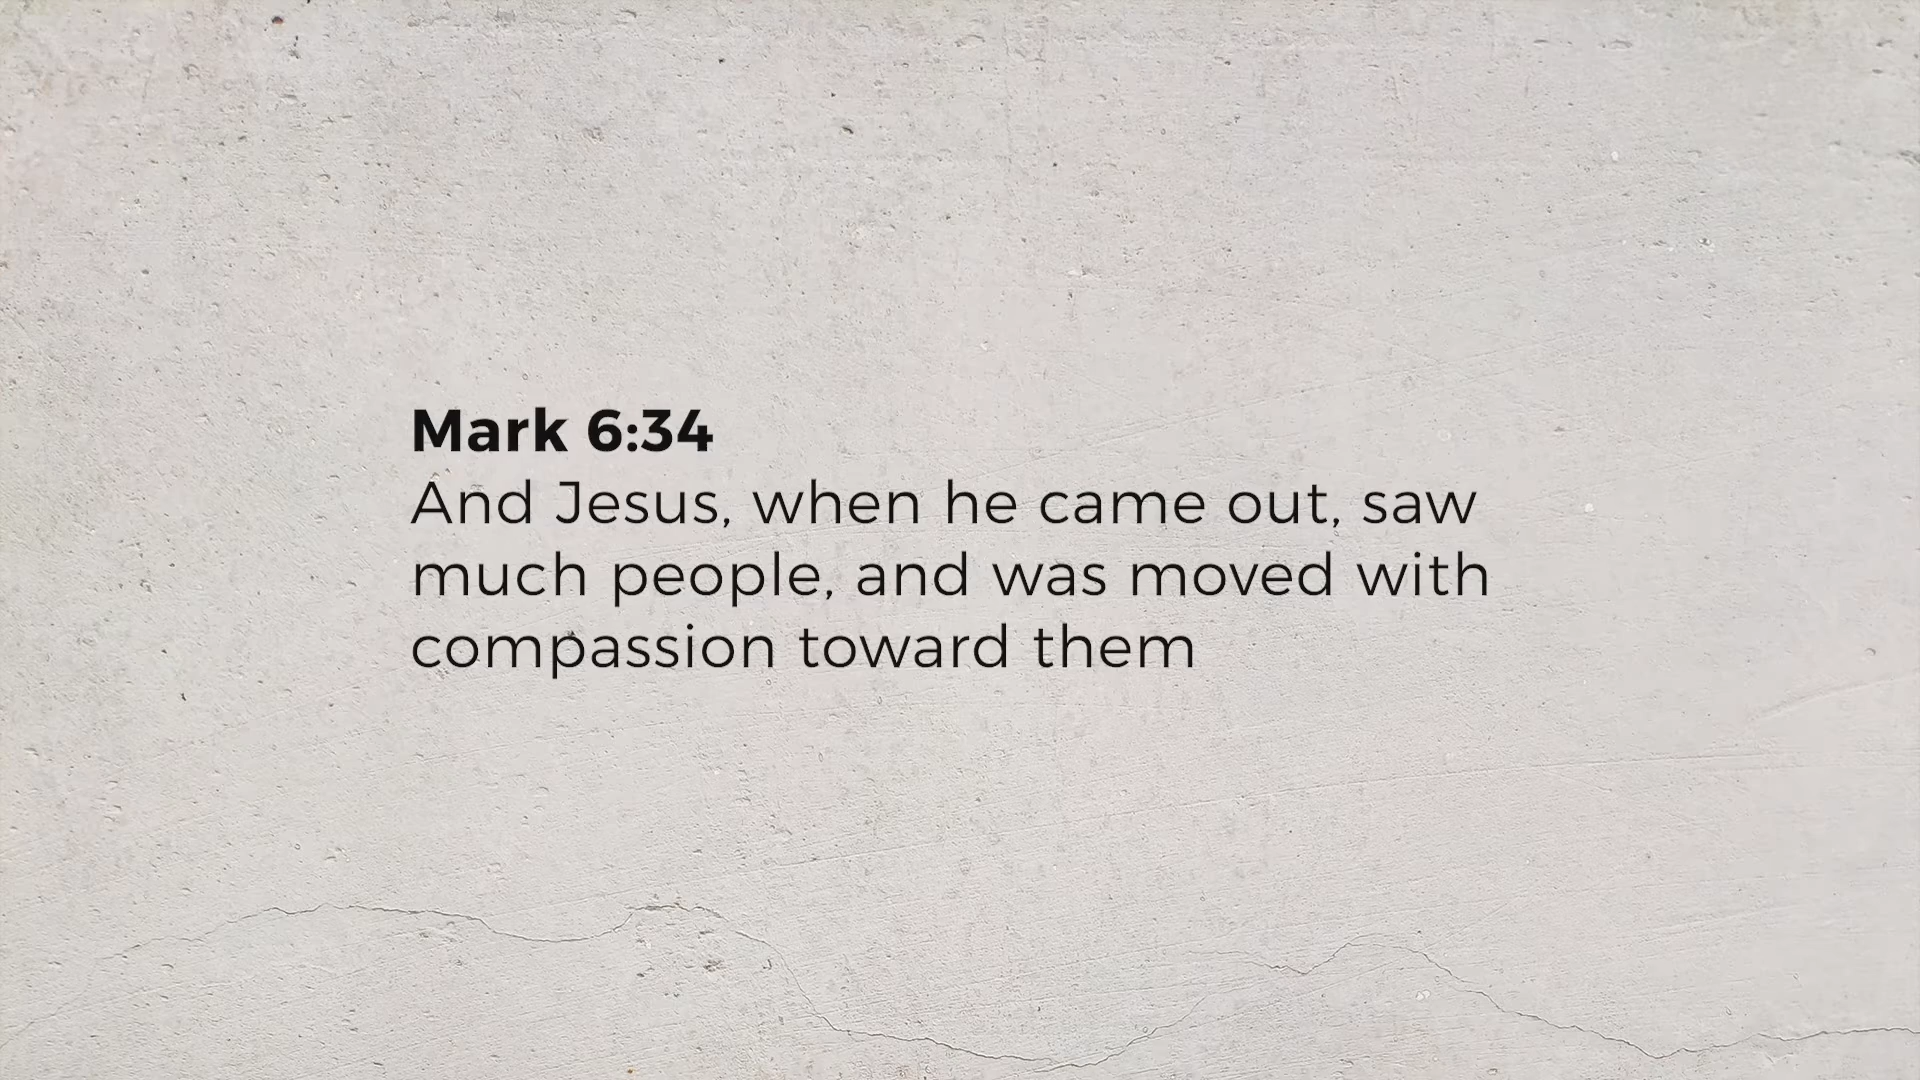 Mark 6:34
And Jesus, when he came out, saw
much people, and was moved with
compassion toward them